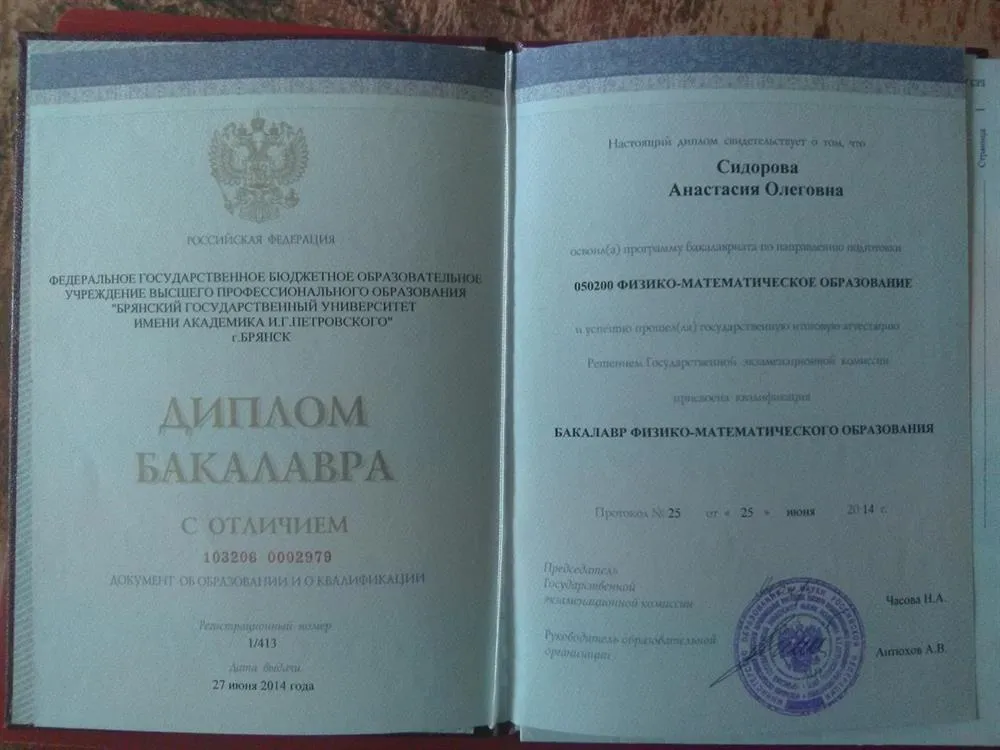 РОССИЙСКАЯ ФЕДЕРАЦИЯ
ФЕДЕРАЛЬНОЕ ГОСУДАРСТВЕННОЕ БЮДЖЕТНОЕ ОБРАЗОВАТЕЛЬНОЕ
УЧРЕЖДЕНИЕ ВЫСШЕГО ПРОФЕССИОНАЛЬНОГО ОБРАЗОВАНИЯ
"БРЯНСКИЙ ГОСУДАРСТВЕННЫЙ УНИВЕРСИТЕТ
ИМЕНИ АКАДЕМИКА И.Г.ПЕТРОВСКОГО"
г.БРЯНСК
ДИПЛОМ
БАКАЛАВРА
С ОТЛИЧИЕМ
103206 0002979
ДОКУМЕНТ ОБ ОБРАЗОВАНИИ И О КВАЛИФИКАЦИИ
Регистрационный номер
1/413
Дата выдачи
27 июня 2014 года
Настоящий диплом свидетельствует о том, что
Сидорова
Анастасия Олеговна
освоил(а) программу бакалавриата по направлению подготовки
050200 ФИЗИКО-МАТЕМАТИЧЕСКОЕ ОБРАЗОВАНИЕ
и успешно прошел(ла) государственную итоговую аттестацию
Решением Государственной экзаменационной комиссии
присвоена квалификация
БАКАЛАВР ФИЗИКО-МАТЕМАТИЧЕСКОГО ОБРАЗОВАНИЯ
Протокол № 25 от « 25 » июня 2014 г.
Председатель
Государственной
экзаменационной комиссии
Часова Н.А.
Руководитель образовательной
организации
Антюхов А.В.
Страница 1